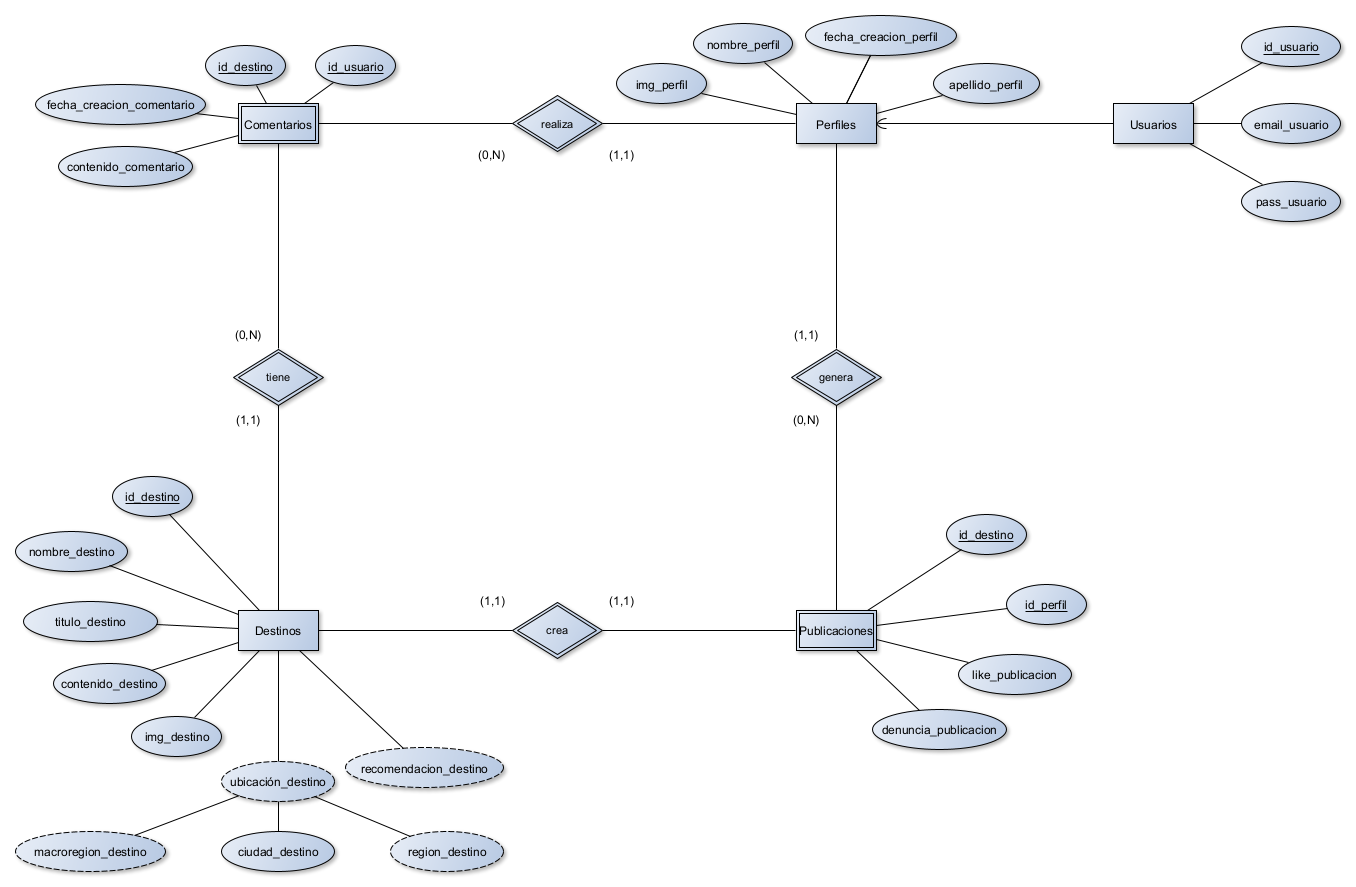 fecha_creacion_perfil
nombre_perfil
id_usuario
id_destino
id_usuario
img_perfil
apellido_perfil
fecha_creacion_comentario
Comentarios
realiza
Perfiles
Usuarios
email_usuario
(0,N)
(1,1)
contenido_comentario
pass_usuario
(0,N)
(1,1)
tiene
genera
(1,1)
(0,N)
id_destino
id_destino
nombre_destino
(1,1)
(1,1)
id_perfil
titulo_destino
Destinos
crea
Publicaciones
like_publicacion
contenido_destino
denuncia_publicacion
img_destino
recomendacion_destino
ubicación_destino
macroregion_destino
ciudad_destino
region_destino